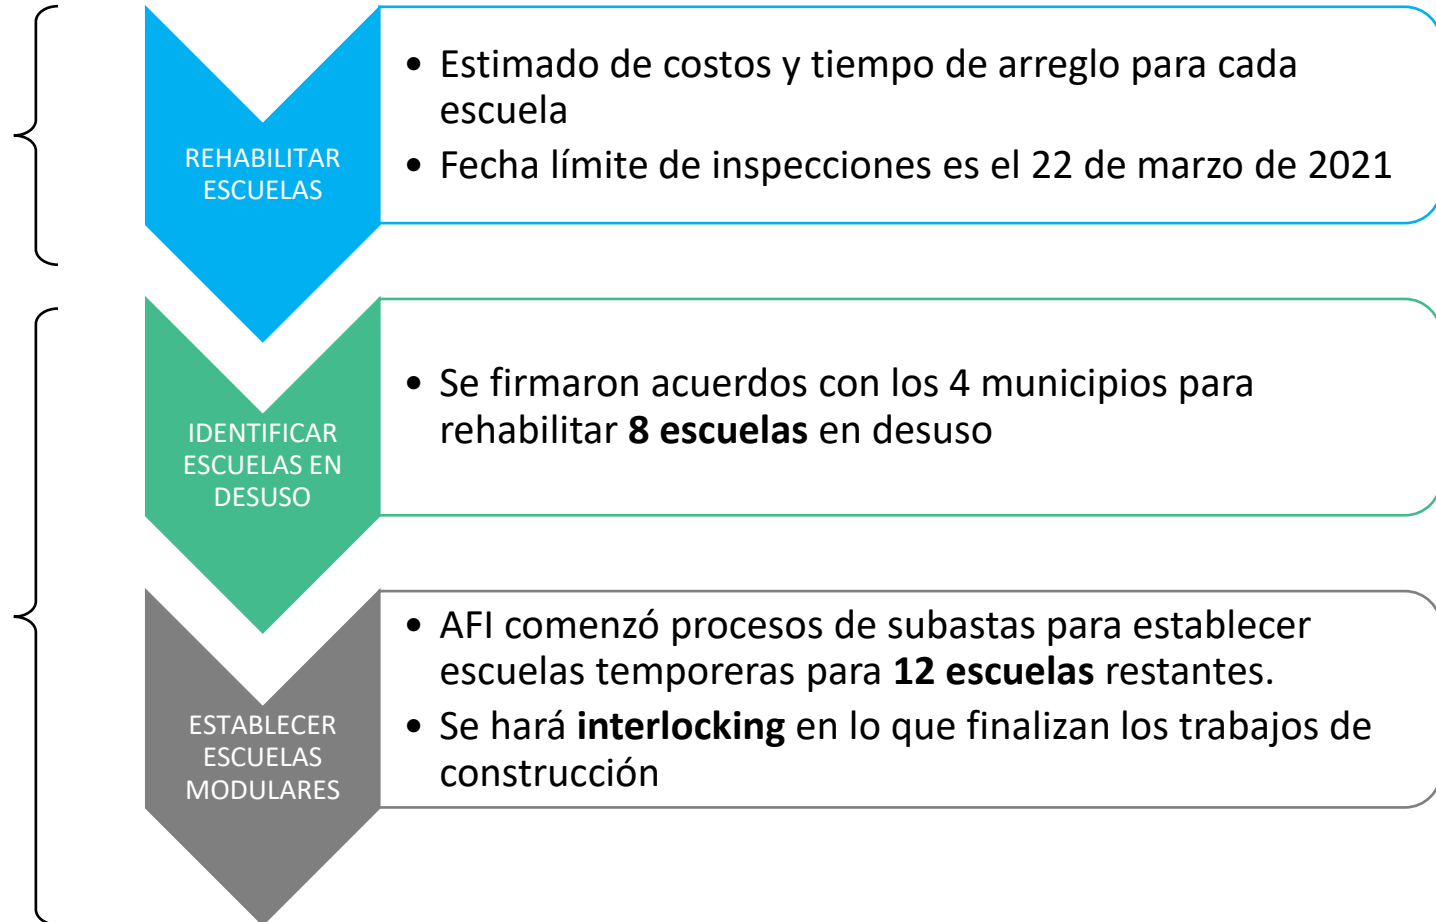 REHABILITAR
ESCUELAS
• Estimado de costos y tiempo de arreglo para cada
escuela
• Fecha límite de inspecciones es el 22 de marzo de 2021
IDENTIFICAR
ESCUELAS EN
DESUSO
• Se firmaron acuerdos con los 4 municipios para
rehabilitar 8 escuelas en desuso
ESTABLECER
ESCUELAS
MODULARES
• AFI comenzó procesos de subastas para establecer
escuelas temporeras para 12 escuelas restantes.
• Se hará interlocking en lo que finalizan los trabajos de
construcción